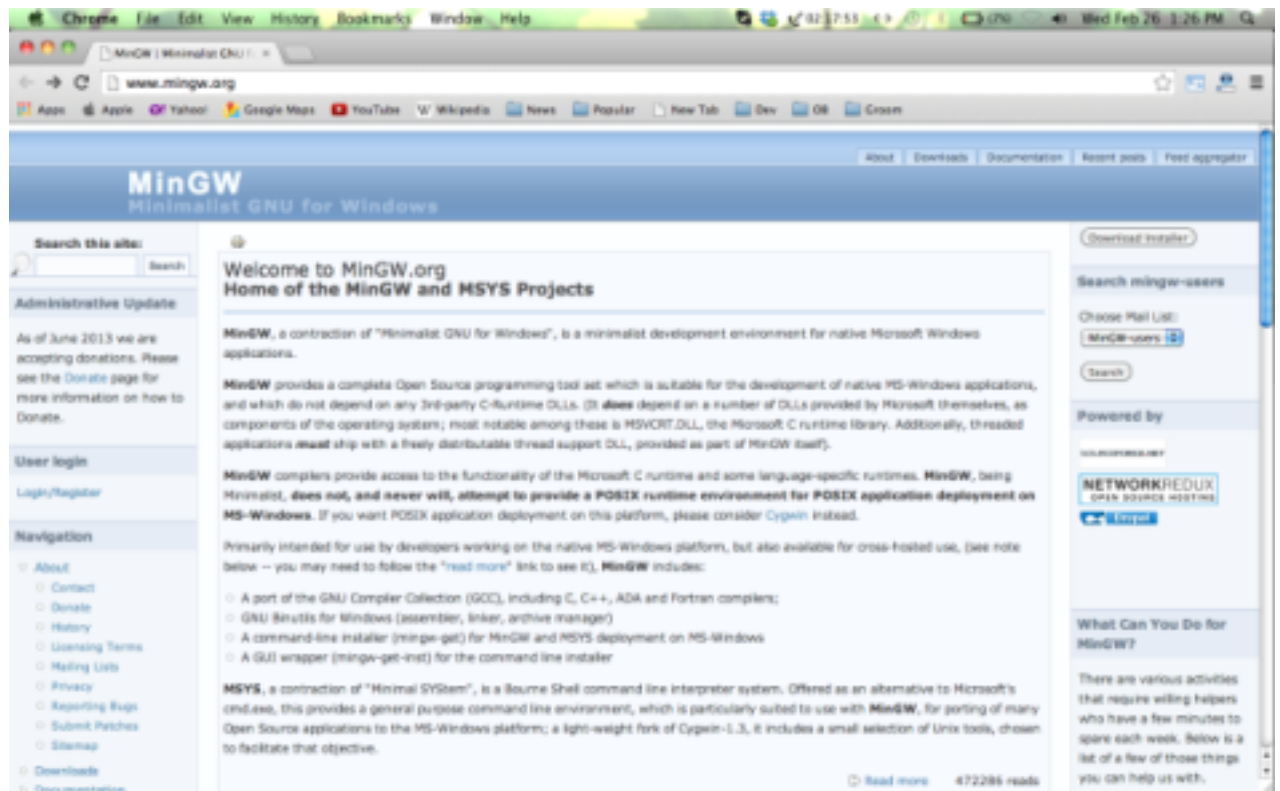 Chrome File Edit View History Bookmarks Window Help
Wed Feb 26 1:26 PM
MinGW | Minimalist GNU f
www.mingw.org
Apps Apple Yahoo! Google Maps YouTube Wikipedia News Popular New Tab Dev OB Groom
About Downloads Documentation Recent posts Feed aggregator
MinGW
Minimalist GNU for Windows
Search this site:
Search
Administrative Update
As of June 2013 we are
accepting donations. Please
see the Donate page for
more information on how to
Donate.
User login
Login/Register
Navigation
About
Contact
Donate
History
Licensing Terms
Mailing Lists
Privacy
Reporting Bugs
Submit Patches
Sitemap
Downloads
Documentation
Welcome to MinGW.org
Home of the MinGW and MSYS Projects
MinGW, a contraction of "Minimalist GNU for Windows", is a minimalist development environment for native Microsoft Windows
applications.
MinGW provides a complete Open Source programming tool set which is suitable for the development of native MS-Windows applications,
and which do not depend on any 3rd-party C-Runtime DLLs. (It does depend on a number of DLLs provided by Microsoft themselves, as
components of the operating system; most notable among these is MSVCRT.DLL, the Microsoft C runtime library. Additionally, threaded
applications must ship with a freely distributable thread support DLL, provided as part of MinGW itself).
MinGW compilers provide access to the functionality of the Microsoft C runtime and some language-specific runtimes. MinGW, being
Minimalist, does not, and never will, attempt to provide a POSIX runtime environment for POSIX application deployment on
MS-Windows. If you want POSIX application deployment on this platform, please consider Cygwin instead.
Primarily intended for use by developers working on the native MS-Windows platform, but also available for cross-hosted use, (see note
below -- you may need to follow the "read more" link to see it), MinGW includes:
A port of the GNU Compiler Collection (GCC), including C, C++, ADA and Fortran compilers;
GNU Binutils for Windows (assembler, linker, archive manager)
A command-line installer (mingw-get) for MinGW and MSYS deployment on MS-Windows
A GUI wrapper (mingw-get-inst) for the command line installer
MSYS, a contraction of "Minimal SYStem", is a Bourne Shell command line interpreter system. Offered as an alternative to Microsoft's
cmd.exe, this provides a general purpose command line environment, which is particularly suited to use with MinGW, for porting of many
Open Source applications to the MS-Windows platform; a light-weight fork of Cygwin-1.3, it includes a small selection of Unix tools, chosen
to facilitate that objective.
Read more 472286 reads
Download Installer
Search mingw-users
Choose Mail List:
MinGW-users
Search
Powered by
SOURCEFORGE.NET
NETWORKREDUX
OPEN SOURCE HOSTING
Drupal
What Can You Do for
MinGW?
There are various activities
that require willing helpers
who have a few minutes to
spare each week. Below is a
list of a few of those things
you can help us with.